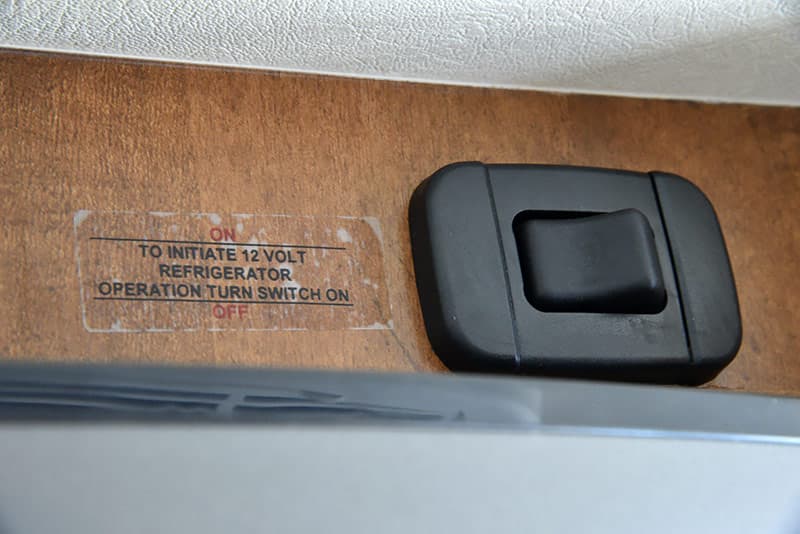 ON
TO INITIATE 12 VOLT
REFRIGERATOR
OPERATION TURN SWITCH ON
OFF